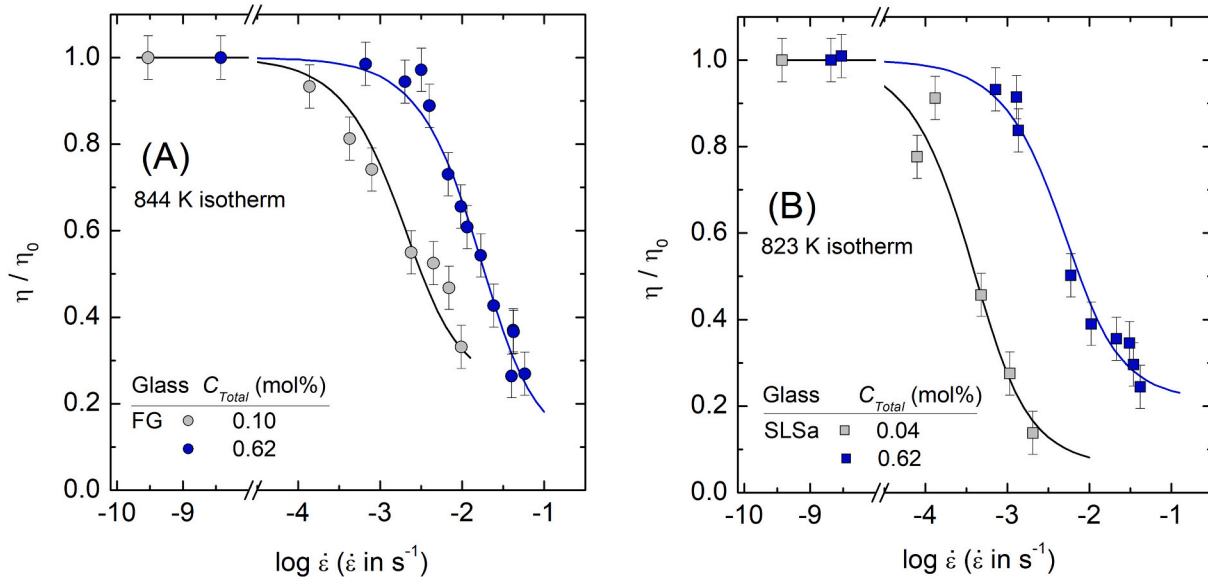 (A)
844 K isotherm
η / η₀
1.0
0.8
0.6
0.4
0.2
0.0
Glass C_Total (mol%)
FG 0.10
0.62
-10 -9 -4 -3 -2 -1
log ε̇ (ε̇ in s⁻¹)
(B)
823 K isotherm
η / η₀
1.0
0.8
0.6
0.4
0.2
0.0
Glass C_Total (mol%)
SLSa 0.04
0.62
-10 -9 -4 -3 -2 -1
log ε̇ (ε̇ in s⁻¹)